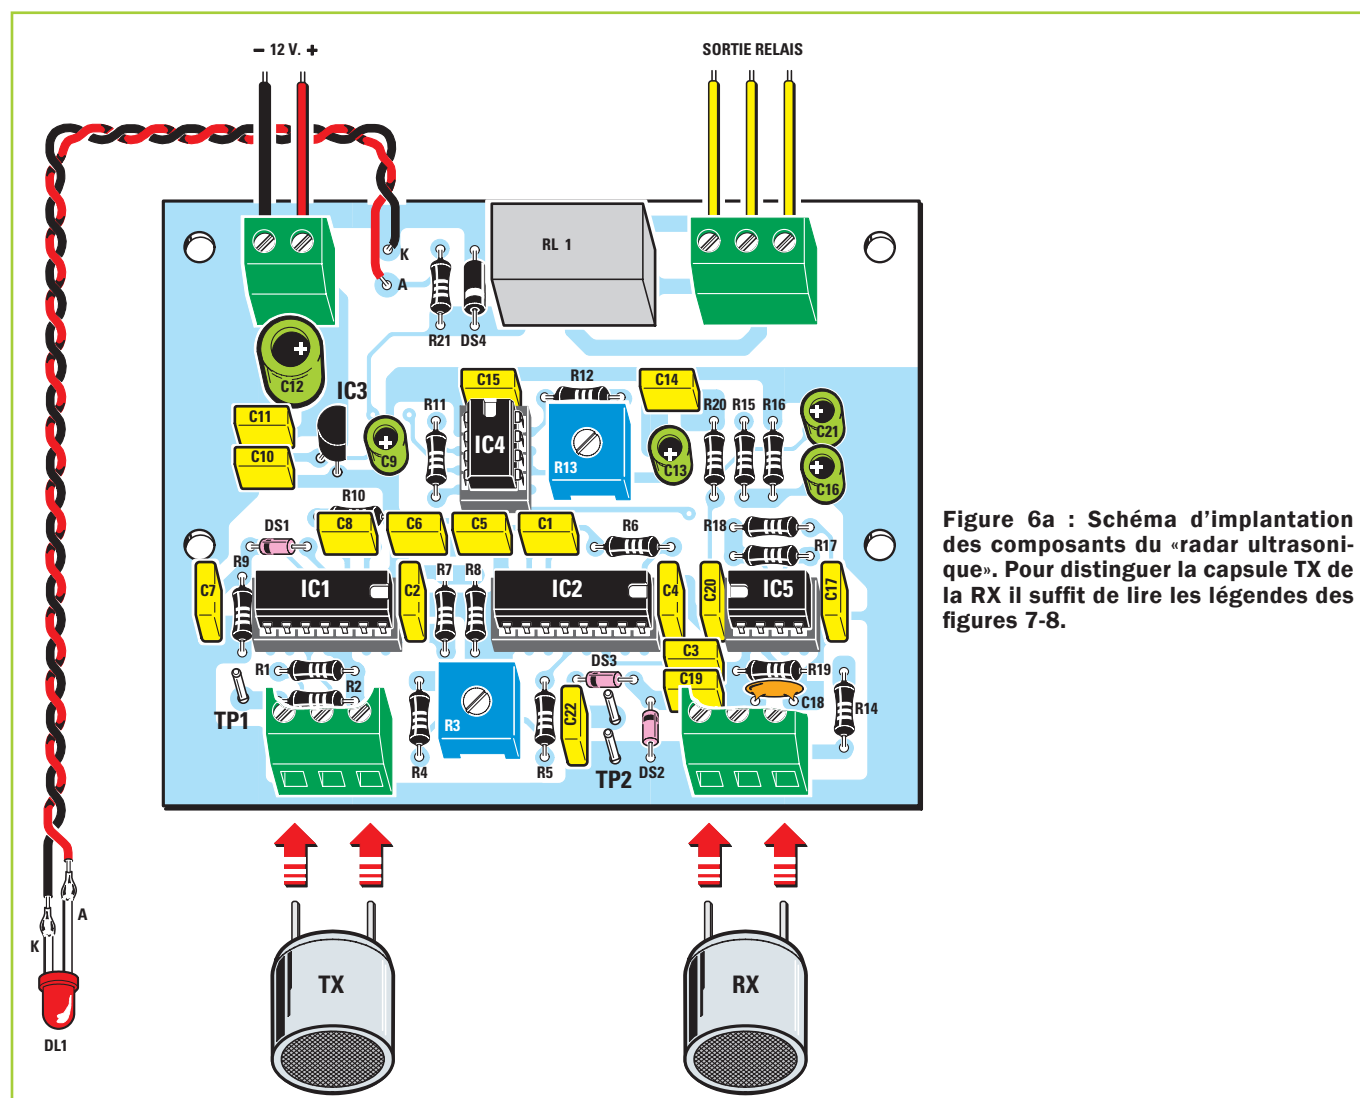 − 12 V. +
SORTIE RELAIS
K
A
RL 1
R21 DS4
C12
IC3
C15
R12
C14
C11
R11
R20 R15 R16
C21
IC4
C10
C9
R13
C13
C16
R10
DS1
C8
C6
C5
C1
R6
R18
R17
R9
R7 R8
C7
IC1
C2
IC2
C4
C20
IC5
C17
R1
R2
DS3
C3
C19
R19
C18
R14
TP1
R3
C22
R4
R5
TP2
DS2
A
K
DL1
TX
RX
Figure 6a : Schéma d’implantation
des composants du «radar ultrasoni-
que». Pour distinguer la capsule TX de
la RX il suffit de lire les légendes des
figures 7-8.